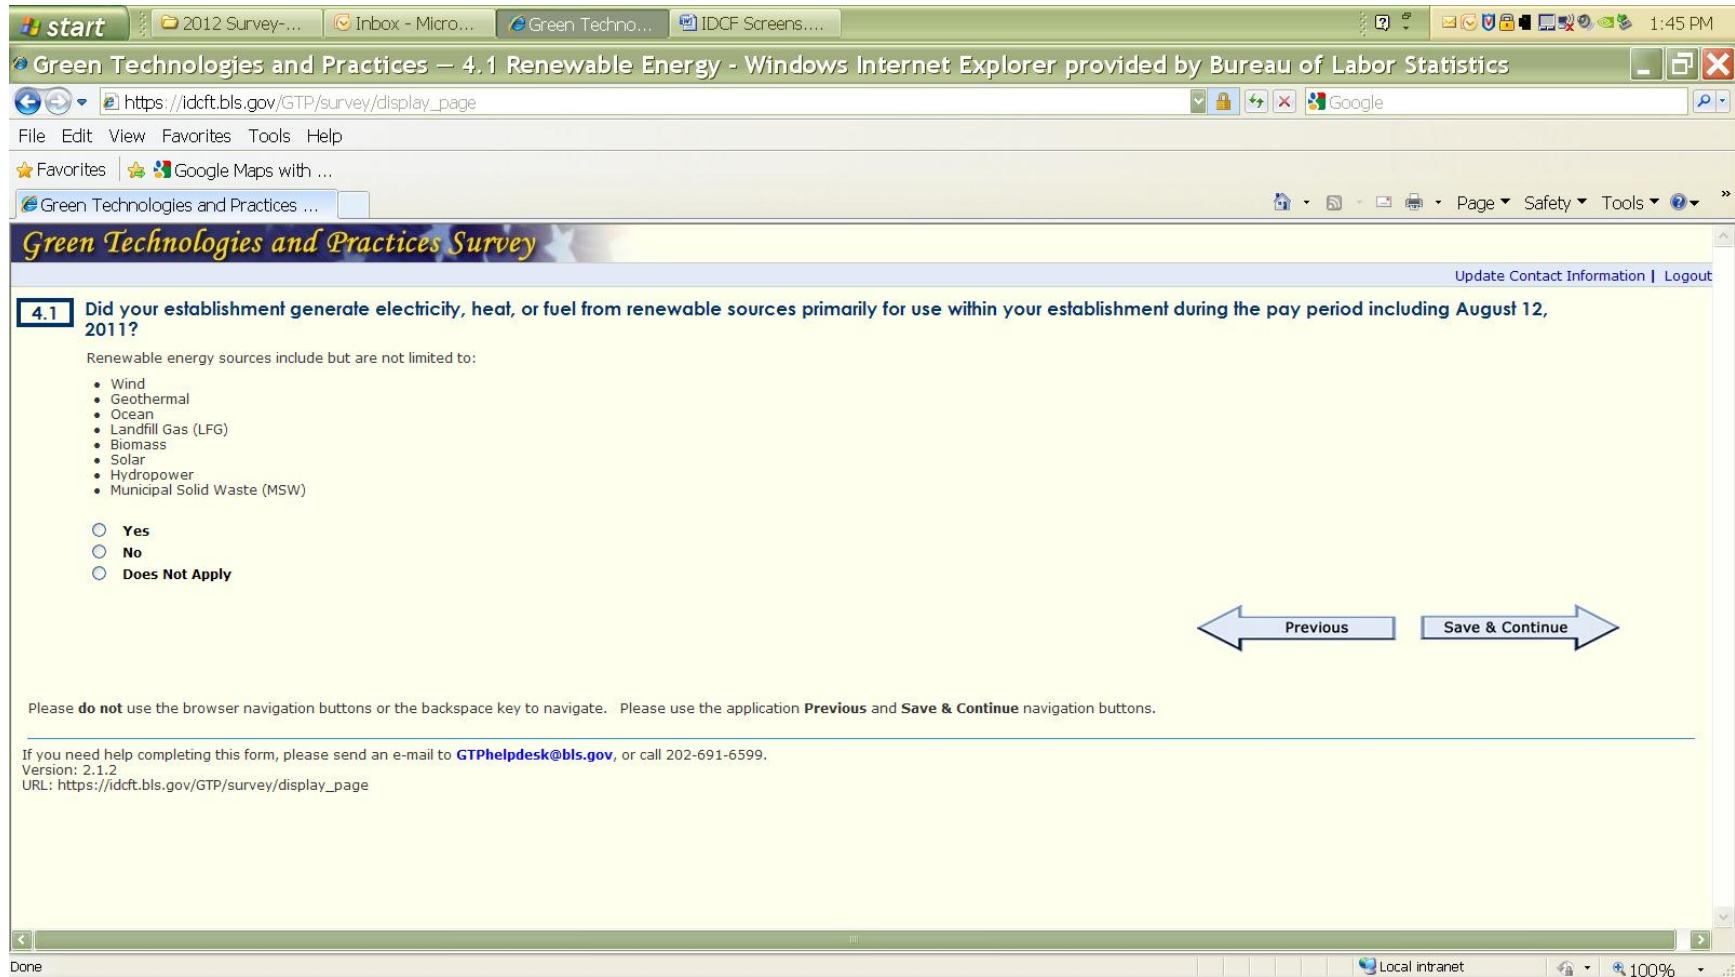 start 2012 Survey-... Inbox - Micro... Green Techno... IDCF Screens.... 1:45 PM
Green Technologies and Practices — 4.1 Renewable Energy - Windows Internet Explorer provided by Bureau of Labor Statistics
https://idcft.bls.gov/GTP/survey/display_page Google
File Edit View Favorites Tools Help
Favorites Google Maps with ...
Green Technologies and Practices ... Page Safety Tools »
Green Technologies and Practices Survey
Update Contact Information | Logout
4.1 Did your establishment generate electricity, heat, or fuel from renewable sources primarily for use within your establishment during the pay period including August 12,
2011?
Renewable energy sources include but are not limited to:
• Wind
• Geothermal
• Ocean
• Landfill Gas (LFG)
• Biomass
• Solar
• Hydropower
• Municipal Solid Waste (MSW)
Yes
No
Does Not Apply
Previous Save & Continue
Please do not use the browser navigation buttons or the backspace key to navigate. Please use the application Previous and Save & Continue navigation buttons.
If you need help completing this form, please send an e-mail to GTPhelpdesk@bls.gov, or call 202-691-6599.
Version: 2.1.2
URL: https://idcft.bls.gov/GTP/survey/display_page
Done Local intranet 100%